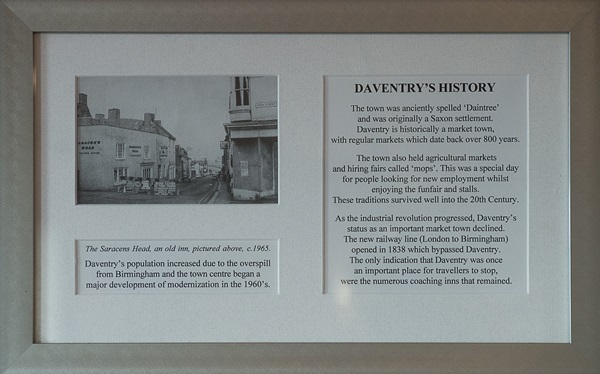 SARACENS
HEAD
The Saracens Head, an old inn, pictured above, c.1965.
Daventry's population increased due to the overspill
from Birmingham and the town centre began a
major development of modernization in the 1960's.
DAVENTRY'S HISTORY
The town was anciently spelled 'Daintree'
and was originally a Saxon settlement.
Daventry is historically a market town,
with regular markets which date back over 800 years.
The town also held agricultural markets
and hiring fairs called 'mops'. This was a special day
for people looking for new employment whilst
enjoying the funfair and stalls.
These traditions survived well into the 20th Century.
As the industrial revolution progressed, Daventry's
status as an important market town declined.
The new railway line (London to Birmingham)
opened in 1838 which bypassed Daventry.
The only indication that Daventry was once
an important place for travellers to stop,
were the numerous coaching inns that remained.